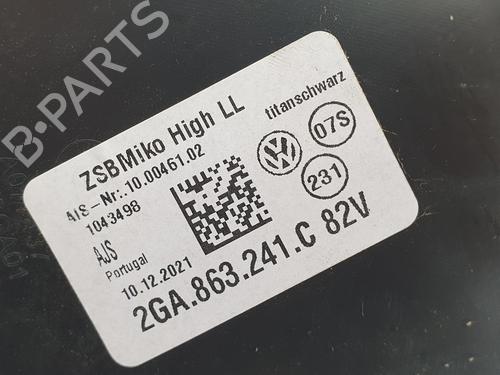 B-PARTS
ZSBMiko High LL
AIS-Nr.:10.00461.02
1043498
titanschwarz
07S
231
AJS
Portugal
10.12.2021
2GA.863.241.C 82V